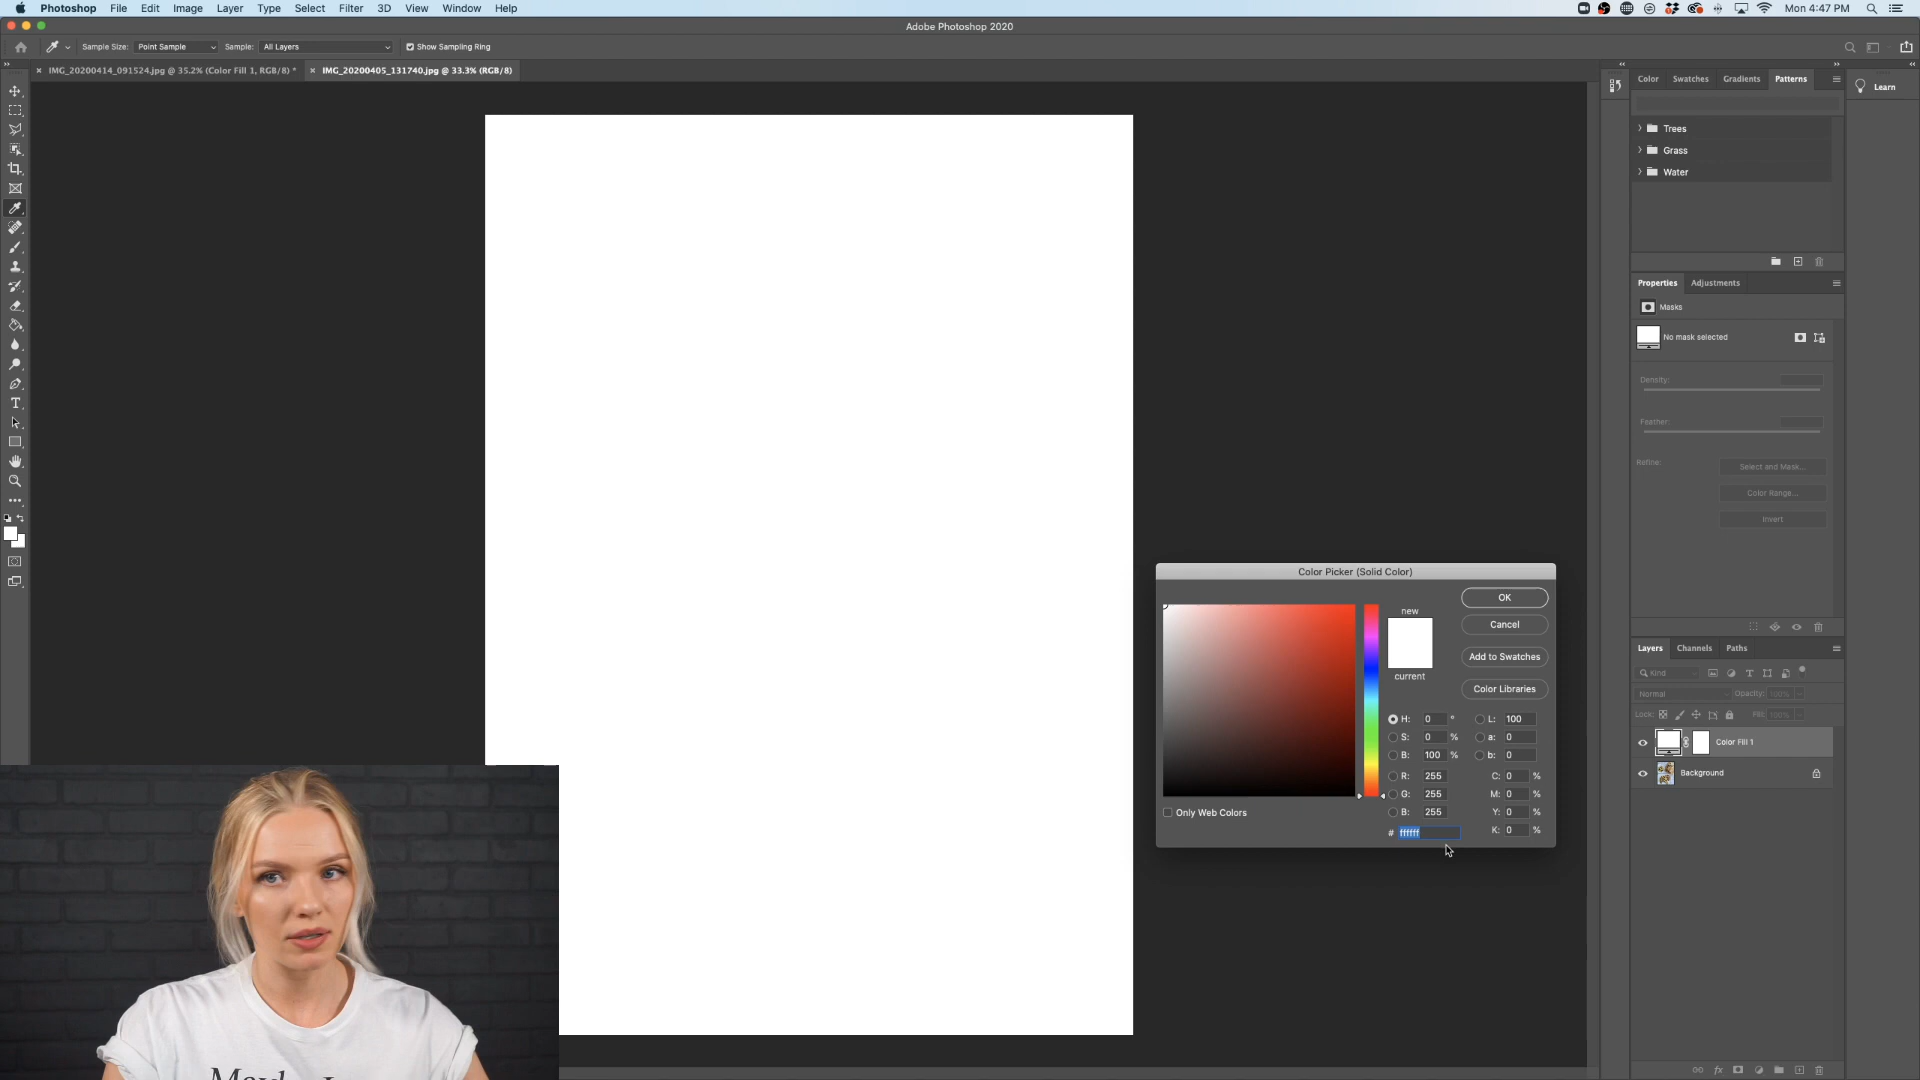 Photoshop File Edit Image Layer Type Select Filter 3D View Window Help Mon 4:47 PM
Adobe Photoshop 2020
Sample Size: Point Sample Sample: All Layers Show Sampling Ring
IMG_20200414_091524.jpg @ 35.2% (Color Fill 1, RGB/8) * IMG_20200405_131740.jpg @ 33.3% (RGB/8)
Color Swatches Gradients Patterns
Learn
Trees
Grass
Water
Properties Adjustments
Masks
No mask selected
Density:
Feather:
Refine: Select and Mask...
Color Range...
Invert
Color Picker (Solid Color)
new
current
OK
Cancel
Add to Swatches
Color Libraries
H: 0 ° L: 100
S: 0 % a: 0
B: 100 % b: 0
R: 255 C: 0 %
G: 255 M: 0 %
B: 255 Y: 0 %
# ffffff K: 0 %
Only Web Colors
Layers Channels Paths
Kind
Normal Opacity: 100%
Lock: Fill: 100%
Color Fill 1
Background